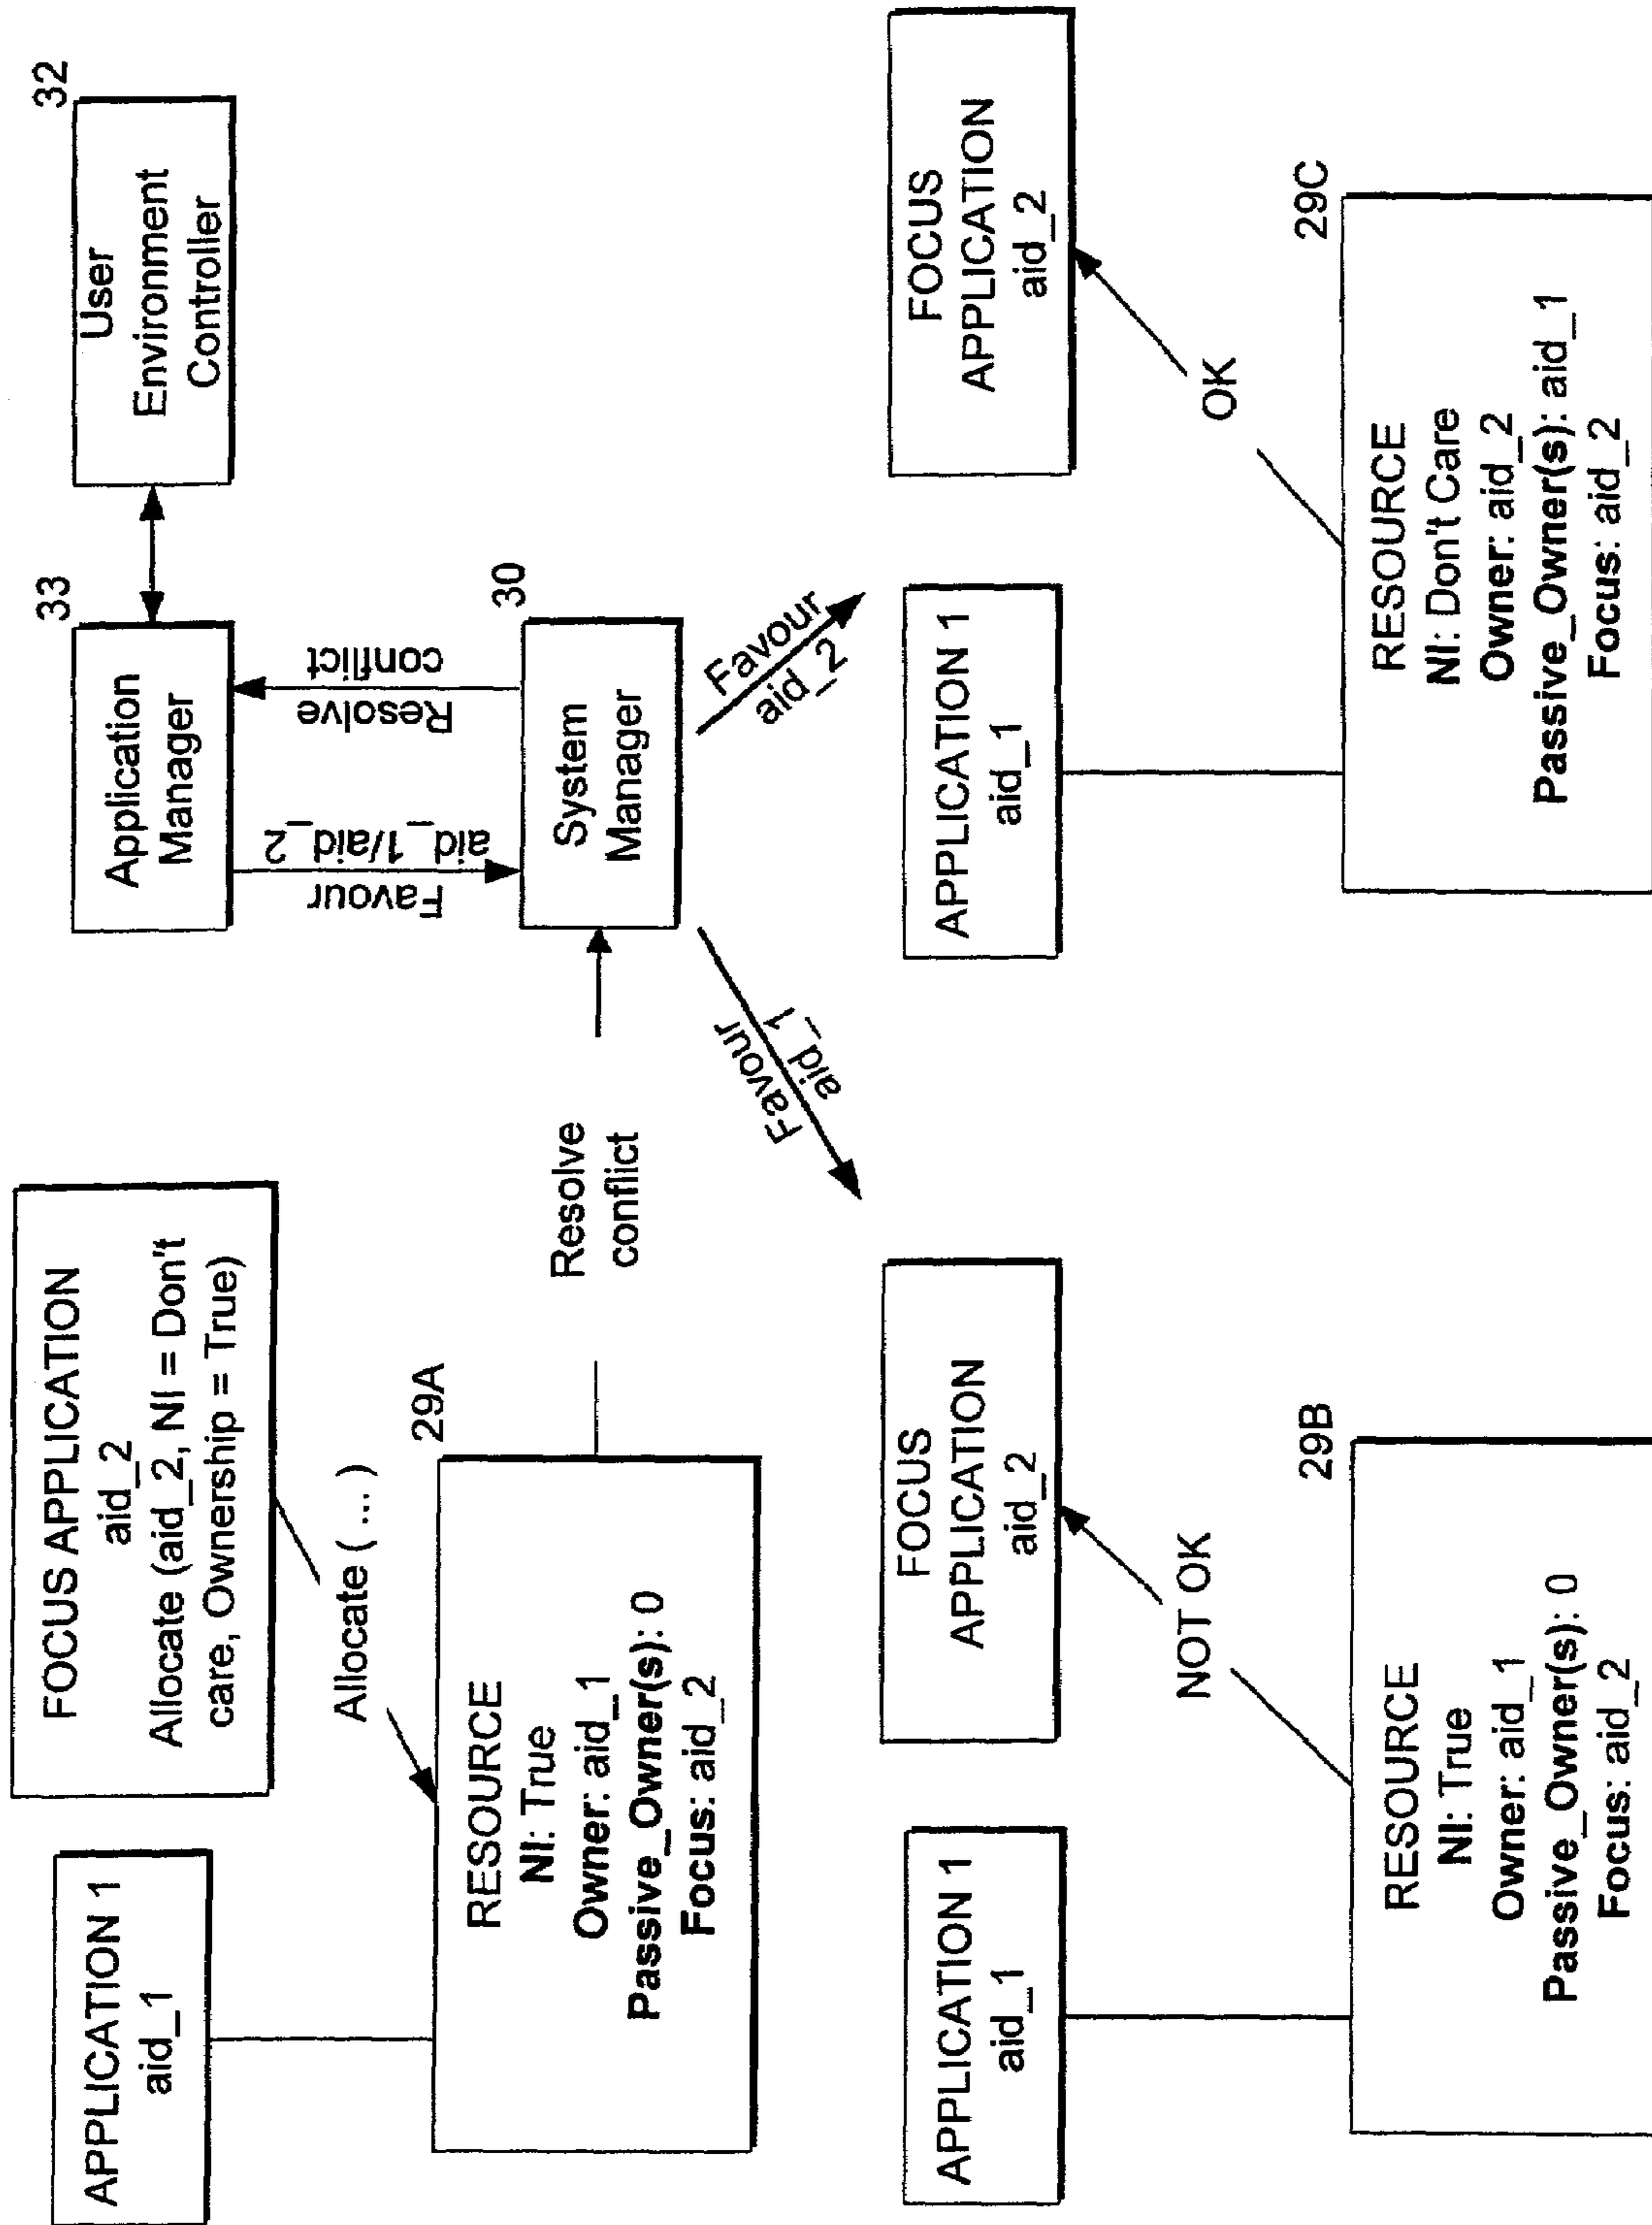 APPLICATION 1
aid_1
FOCUS APPLICATION
aid_2
Allocate (aid_2, NI = Don't
care, Ownership = True)
Allocate ( ... )
29A
RESOURCE
NI: True
Owner: aid_1
Passive_Owner(s): 0
Focus: aid_2
Resolve
conflict
33
Application
Manager
32
User
Environment
Controller
Favour
aid_1/aid_2
Resolve
conflict
30
System
Manager
Favour
aid_1
Favour
aid_2
APPLICATION 1
aid_1
FOCUS
APPLICATION
aid_2
NOT OK
29B
RESOURCE
NI: True
Owner: aid_1
Passive_Owner(s): 0
Focus: aid_2
APPLICATION 1
aid_1
FOCUS
APPLICATION
aid_2
OK
29C
RESOURCE
NI: Don't Care
Owner: aid_2
Passive_Owner(s): aid_1
Focus: aid_2